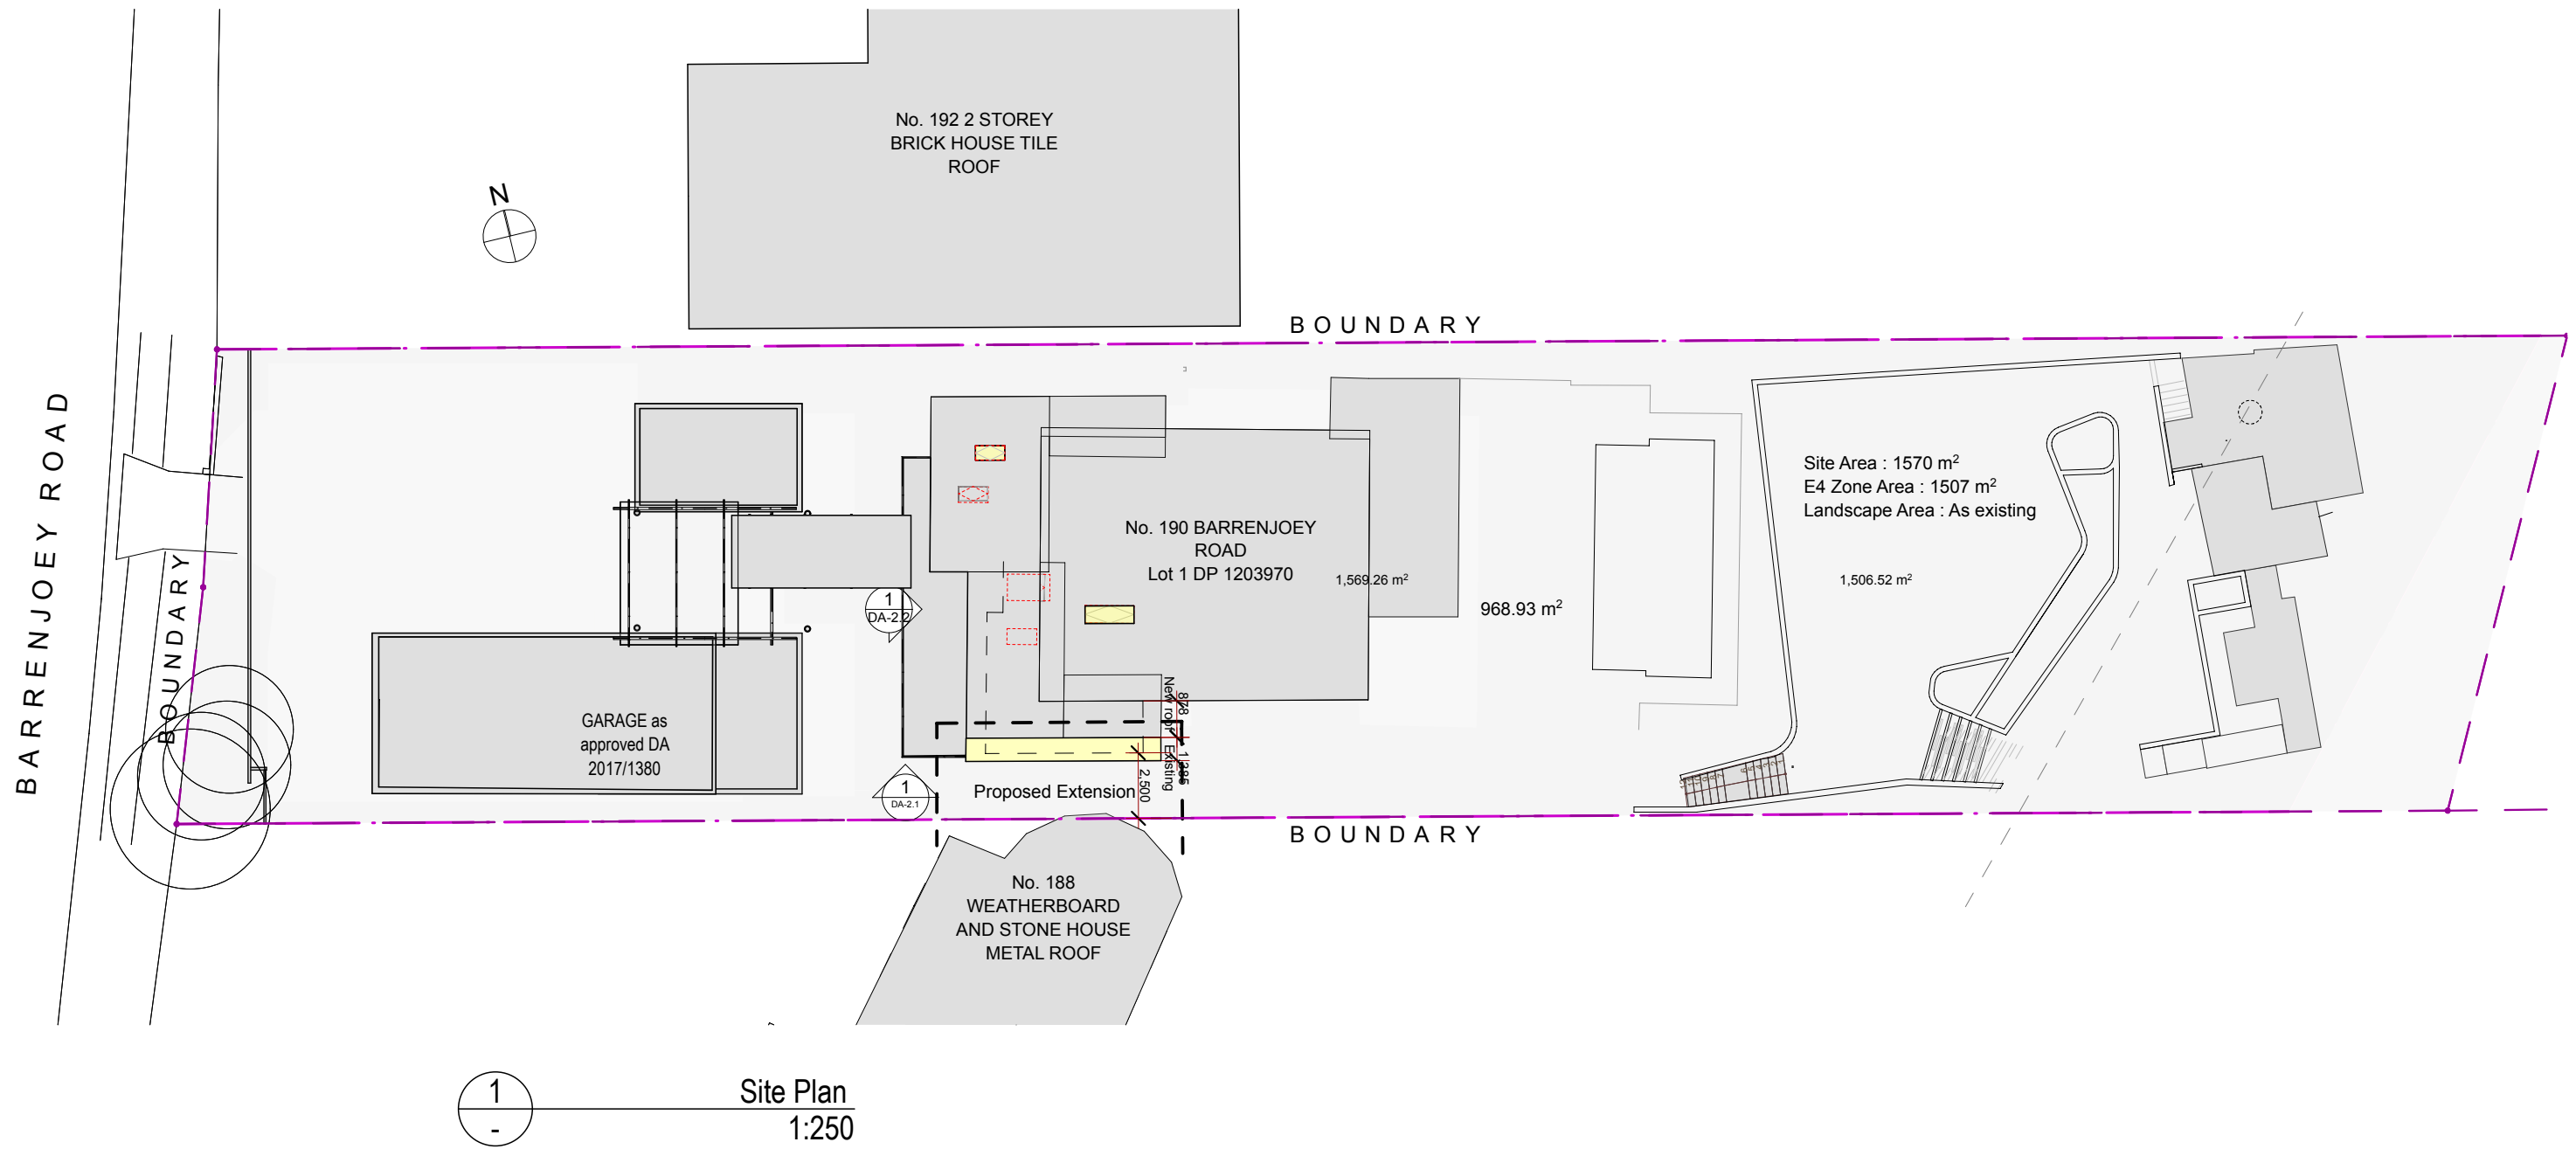 No. 192 2 STOREY
BRICK HOUSE TILE
ROOF
N
BOUNDARY
BARRENJOEY ROAD
BOUNDARY
Site Area : 1570 m²
E4 Zone Area : 1507 m²
Landscape Area : As existing
No. 190 BARRENJOEY
ROAD
Lot 1 DP 1203970
1,569.26 m²
1,506.52 m²
968.93 m²
1
DA-2.2
GARAGE as
approved DA
2017/1380
878
New roof
Existing
2,500
Proposed Extension
1
DA-2.1
BOUNDARY
No. 188
WEATHERBOARD
AND STONE HOUSE
METAL ROOF
1
-
Site Plan
1:250